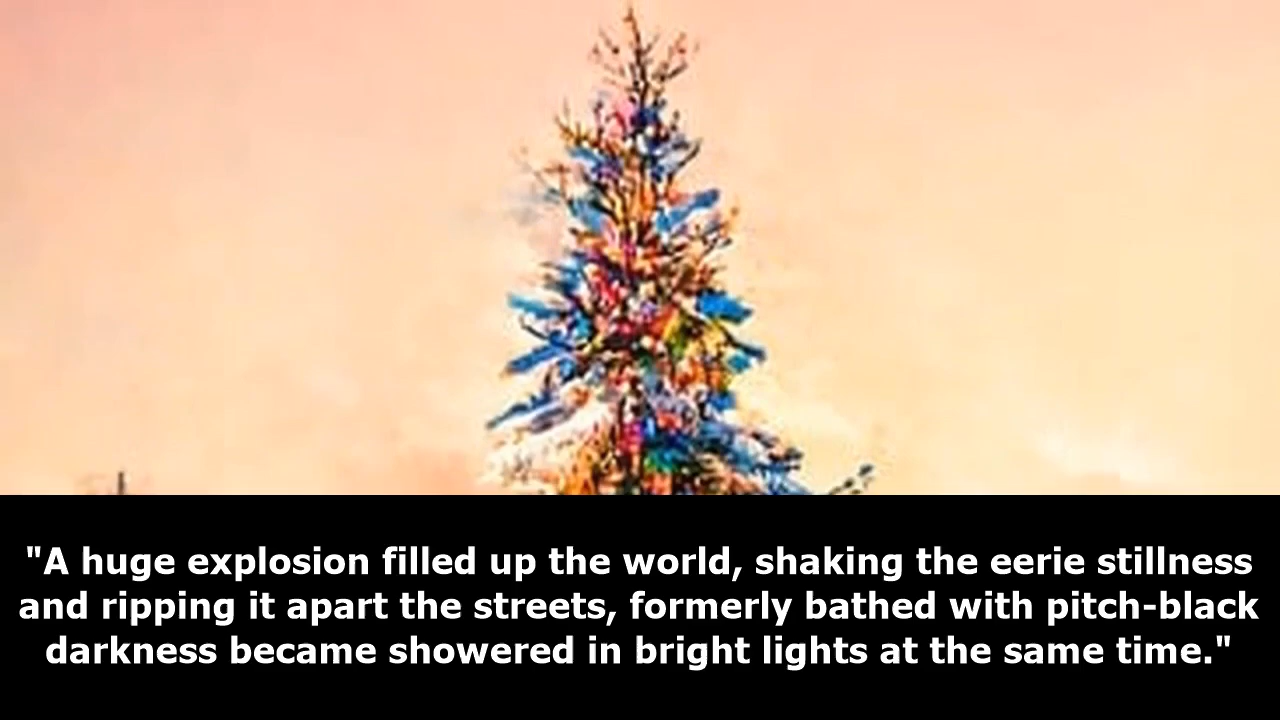 "A huge explosion filled up the world, shaking the eerie stillness
and ripping it apart the streets, formerly bathed with pitch-black
darkness became showered in bright lights at the same time."